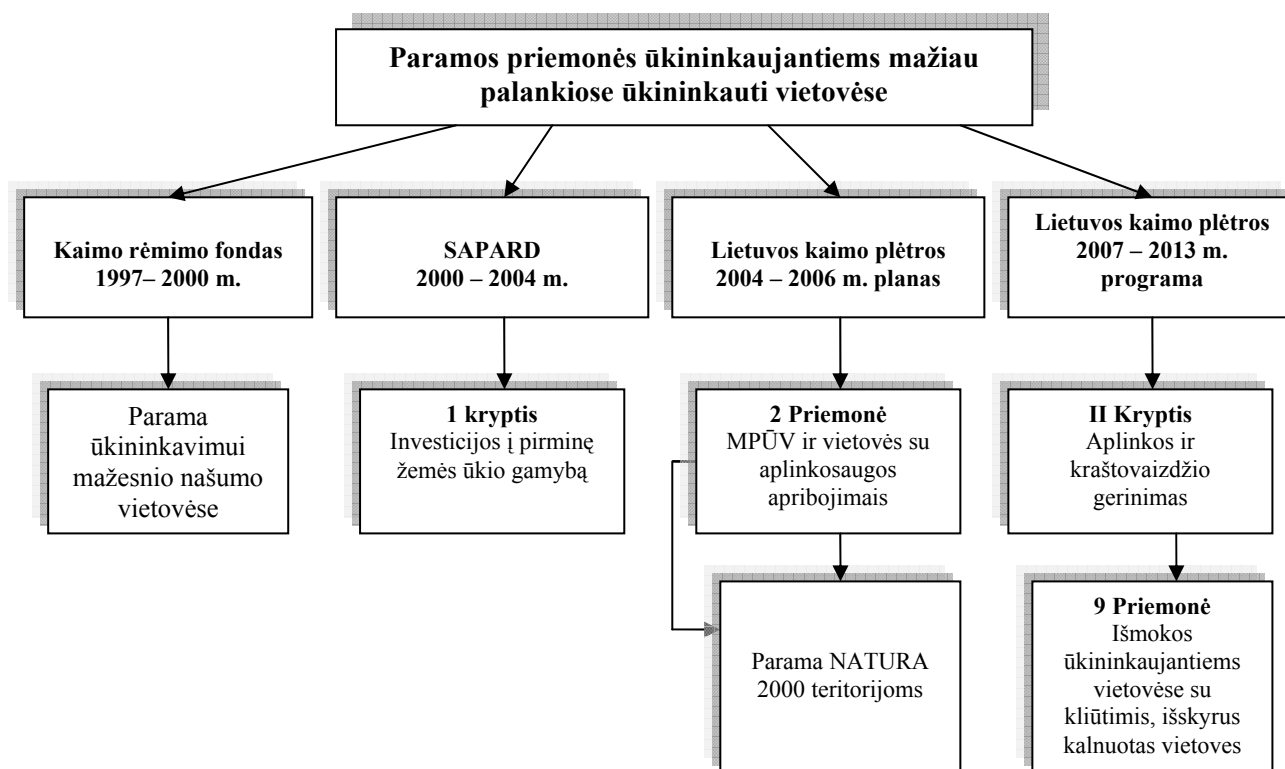 Paramos priemonės ūkininkaujantiems mažiau
palankiose ūkininkauti vietovėse
Kaimo rėmimo fondas
1997– 2000 m.
SAPARD
2000 – 2004 m.
Lietuvos kaimo plėtros
2004 – 2006 m. planas
Lietuvos kaimo plėtros
2007 – 2013 m.
programa
Parama
ūkininkavimui
mažesnio našumo
vietovėse
1 kryptis
Investicijos į pirminę
žemės ūkio gamybą
2 Priemonė
MPŪV ir vietovės su
aplinkosaugos
apribojimais
II Kryptis
Aplinkos ir
kraštovaizdžio
gerinimas
Parama NATURA
2000 teritorijoms
9 Priemonė
Išmokos
ūkininkaujantiems
vietovėse su
kliūtimis, išskyrus
kalnuotas vietoves